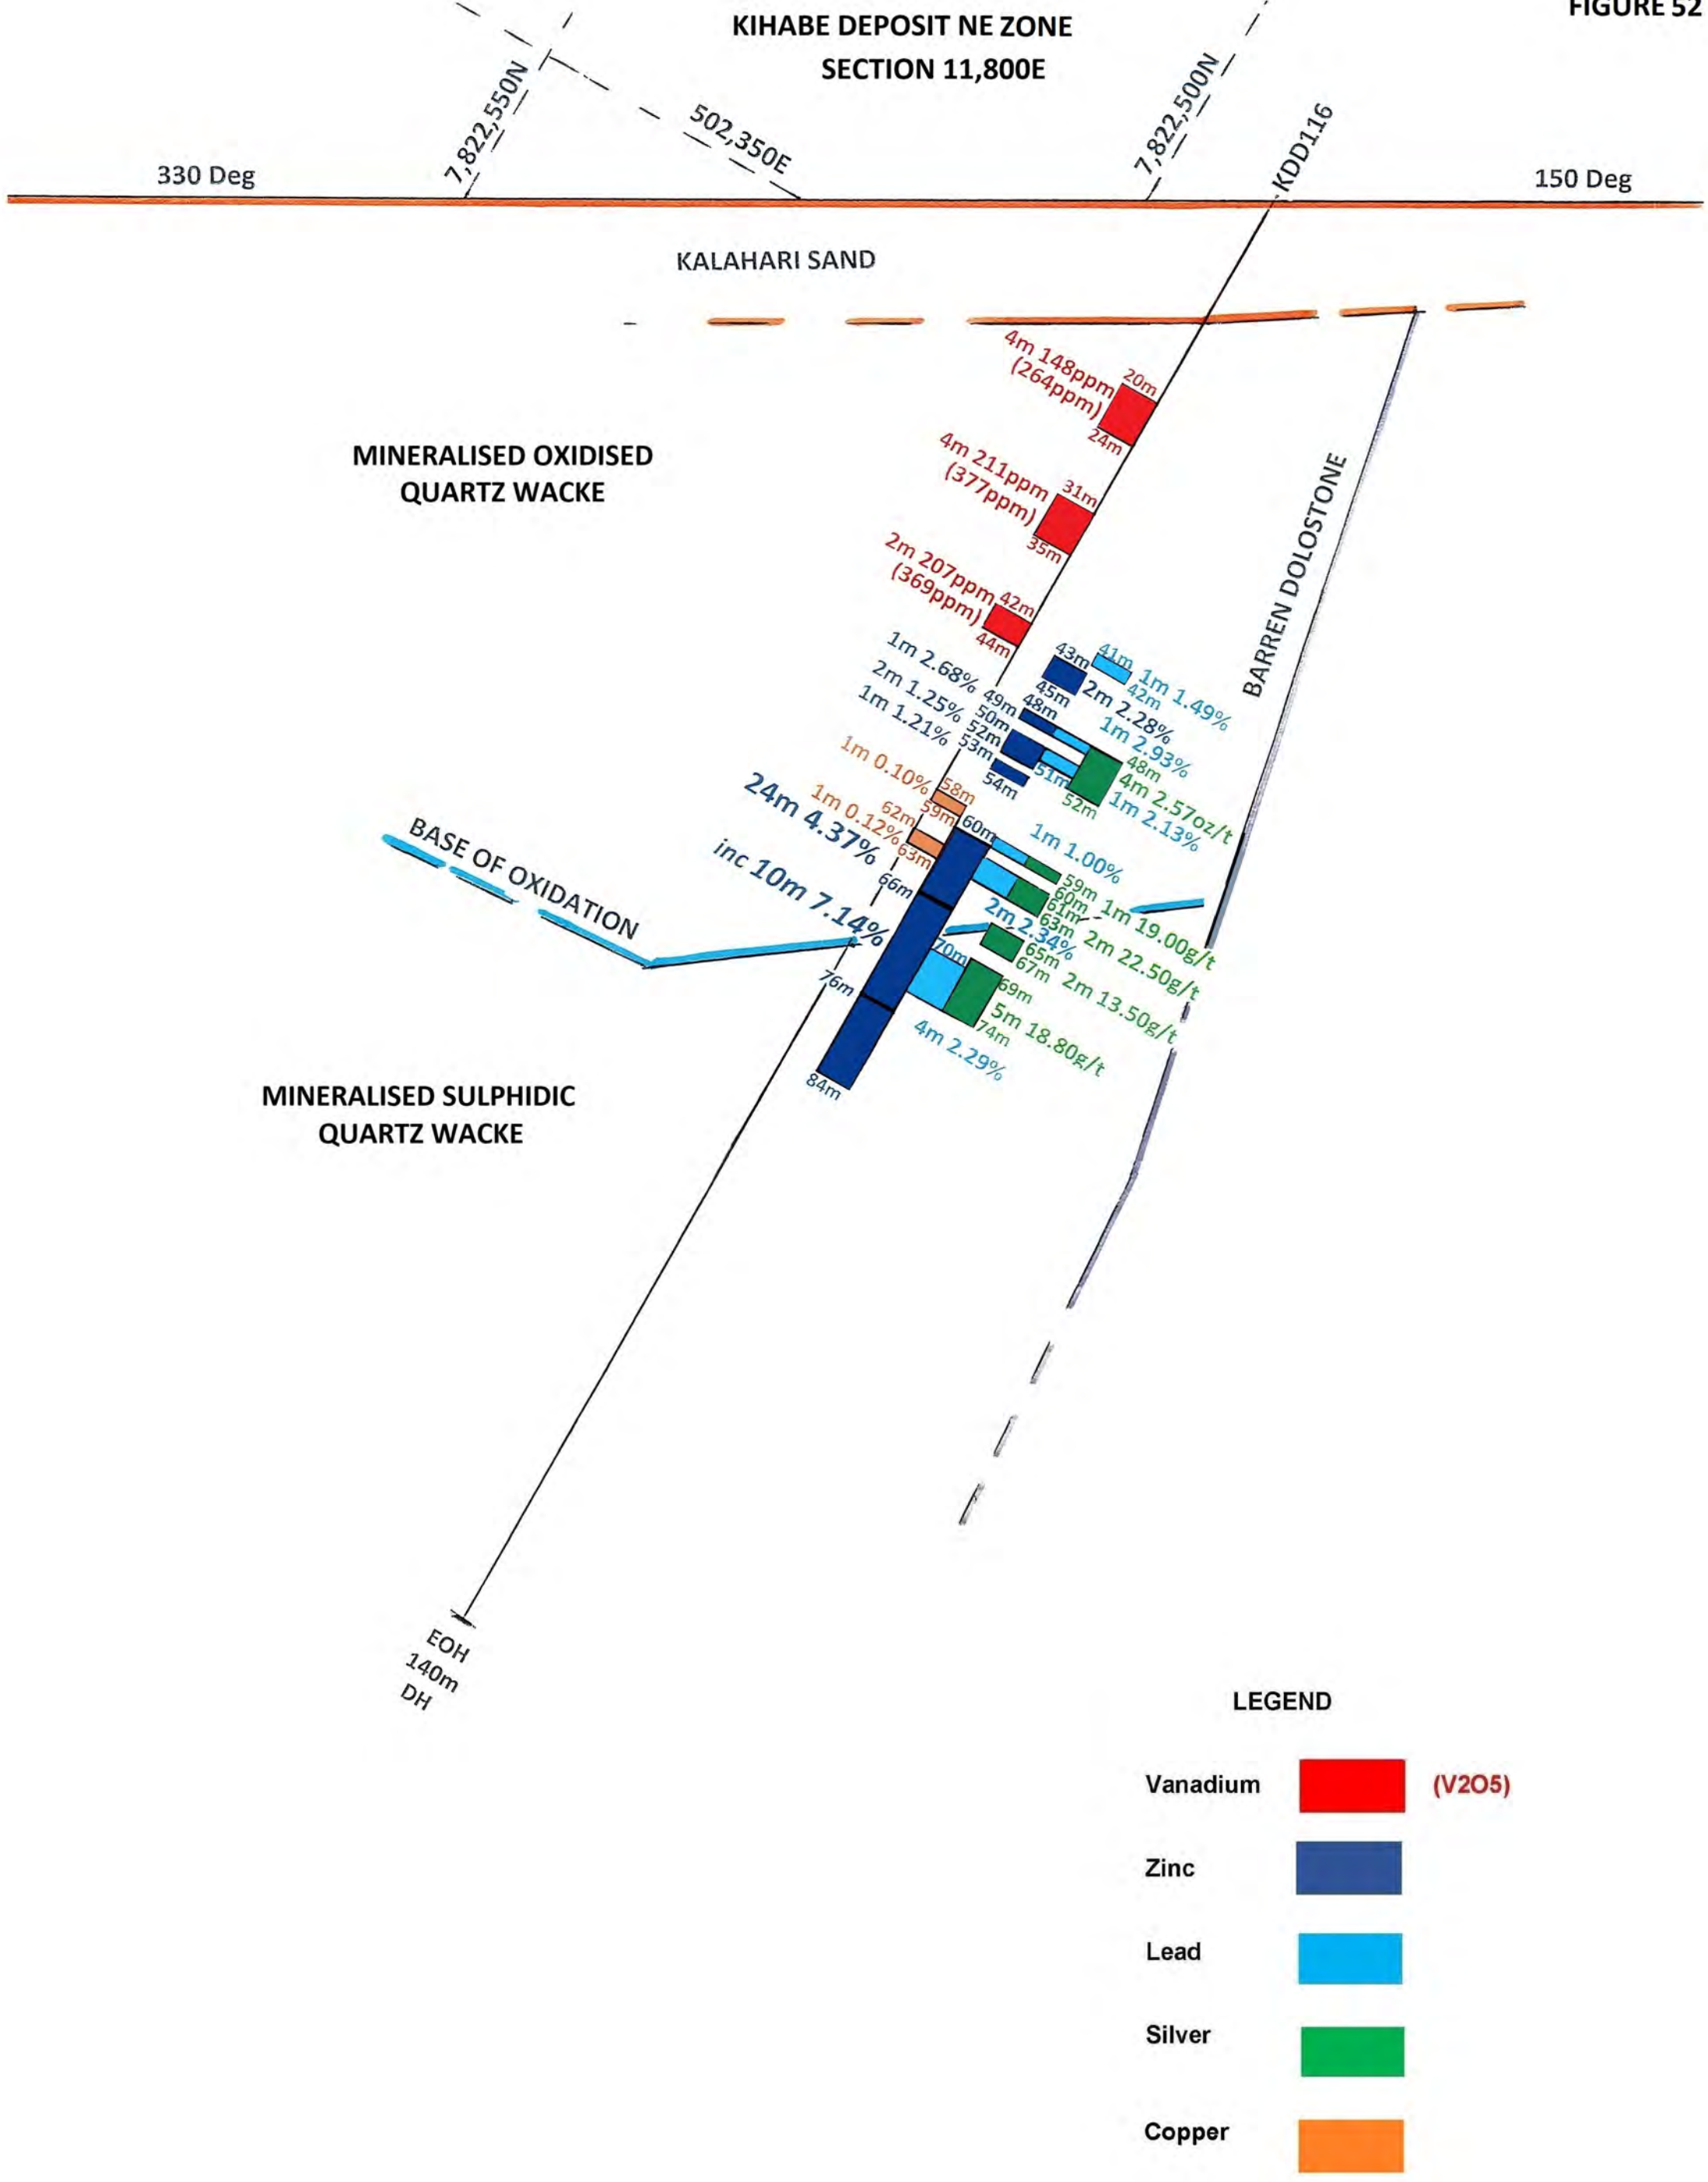 FIGURE 52
KIHABE DEPOSIT NE ZONE
SECTION 11,800E
7,822,550N
502,350E
7,822,500N
KDD116
330 Deg
150 Deg
KALAHARI SAND
4m 148ppm
(264ppm)
20m
24m
MINERALISED OXIDISED
QUARTZ WACKE
4m 211ppm
(377ppm)
31m
35m
BARREN DOLOSTONE
2m 207ppm
(369ppm)
42m
44m
41m
42m
1m 1.49%
43m
45m
2m 2.28%
1m 2.68%
49m
48m
1m 2.93%
2m 1.25%
50m
52m
1m 1.21%
53m
54m
51m
48m
52m
4m 2.57oz/t
1m 2.13%
1m 0.10%
58m
59m
1m 0.12%
62m
63m
24m 4.37%
60m
1m 1.00%
59m
60m
1m 19.00g/t
61m
63m
2m 22.50g/t
2m 2.34%
inc 10m 7.14%
66m
65m
67m
2m 13.50g/t
BASE OF OXIDATION
70m
69m
74m
5m 18.80g/t
4m 2.29%
76m
84m
MINERALISED SULPHIDIC
QUARTZ WACKE
EOH
140m
DH
LEGEND
Vanadium
(V2O5)
Zinc
Lead
Silver
Copper